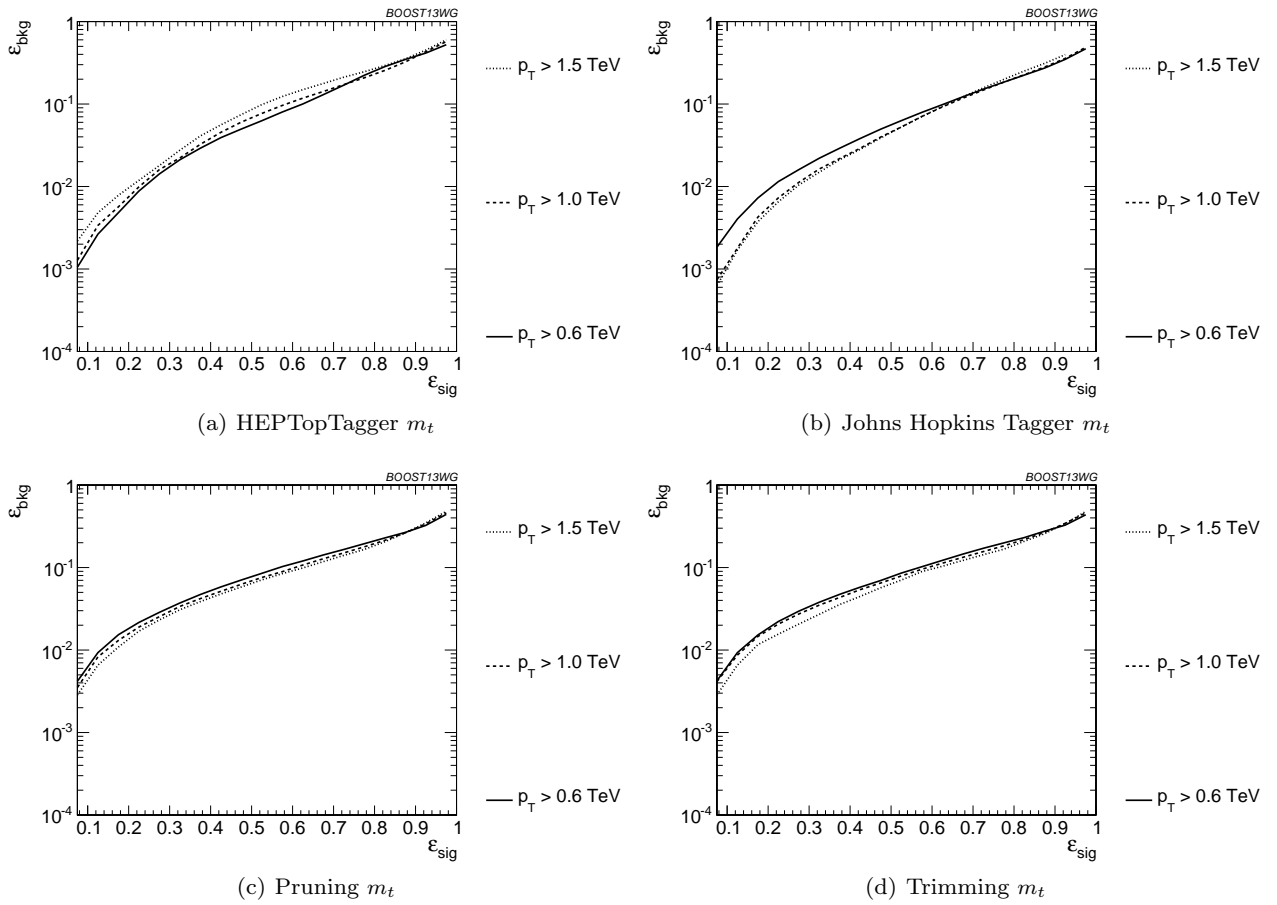 BOOST13WG
ε_bkg
1
10^-1
10^-2
10^-3
10^-4
0.1 0.2 0.3 0.4 0.5 0.6 0.7 0.8 0.9 1
ε_sig
p_T > 1.5 TeV
p_T > 1.0 TeV
p_T > 0.6 TeV
(a) HEPTopTagger m_t
BOOST13WG
ε_bkg
1
10^-1
10^-2
10^-3
10^-4
0.1 0.2 0.3 0.4 0.5 0.6 0.7 0.8 0.9 1
ε_sig
p_T > 1.5 TeV
p_T > 1.0 TeV
p_T > 0.6 TeV
(b) Johns Hopkins Tagger m_t
BOOST13WG
ε_bkg
1
10^-1
10^-2
10^-3
10^-4
0.1 0.2 0.3 0.4 0.5 0.6 0.7 0.8 0.9 1
ε_sig
p_T > 1.5 TeV
p_T > 1.0 TeV
p_T > 0.6 TeV
(c) Pruning m_t
BOOST13WG
ε_bkg
1
10^-1
10^-2
10^-3
10^-4
0.1 0.2 0.3 0.4 0.5 0.6 0.7 0.8 0.9 1
ε_sig
p_T > 1.5 TeV
p_T > 1.0 TeV
p_T > 0.6 TeV
(d) Trimming m_t